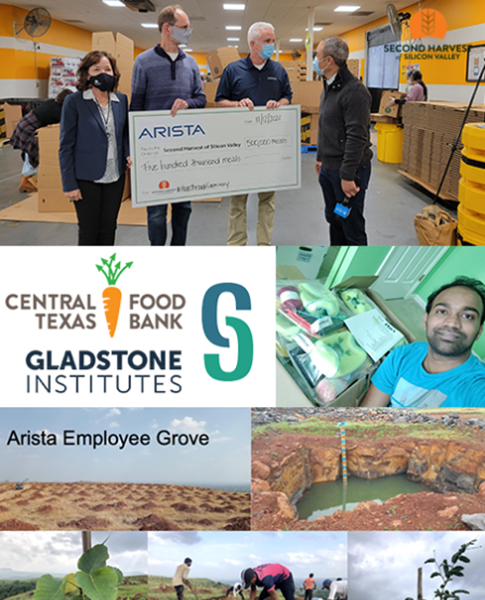 SECOND HARVEST
of SILICON VALLEY
ARISTA
Second Harvest of Silicon Valley
500,000 meals
Five hundred thousand meals
CENTRAL FOOD
TEXAS BANK
GLADSTONE
INSTITUTES
Arista Employee Grove